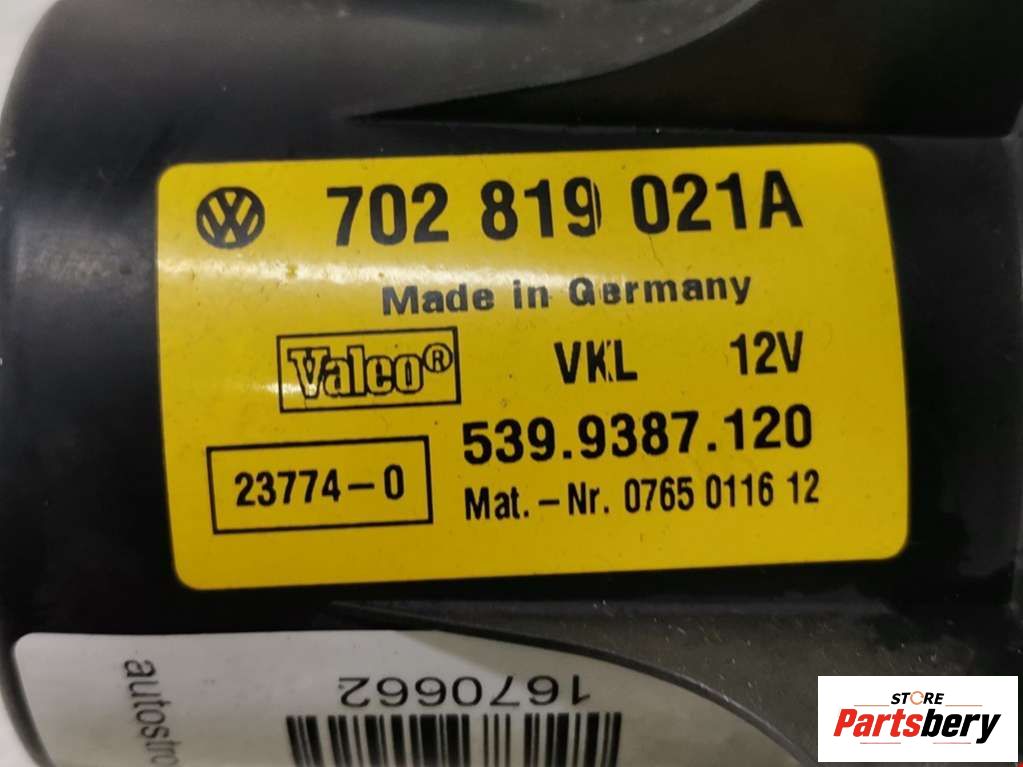 702 819 021A
Made in Germany
Valeo®
VKL 12V
539.9387.120
23774-0
Mat.-Nr. 0765 0116 12
1670662
autostro
STORE
Partsbery